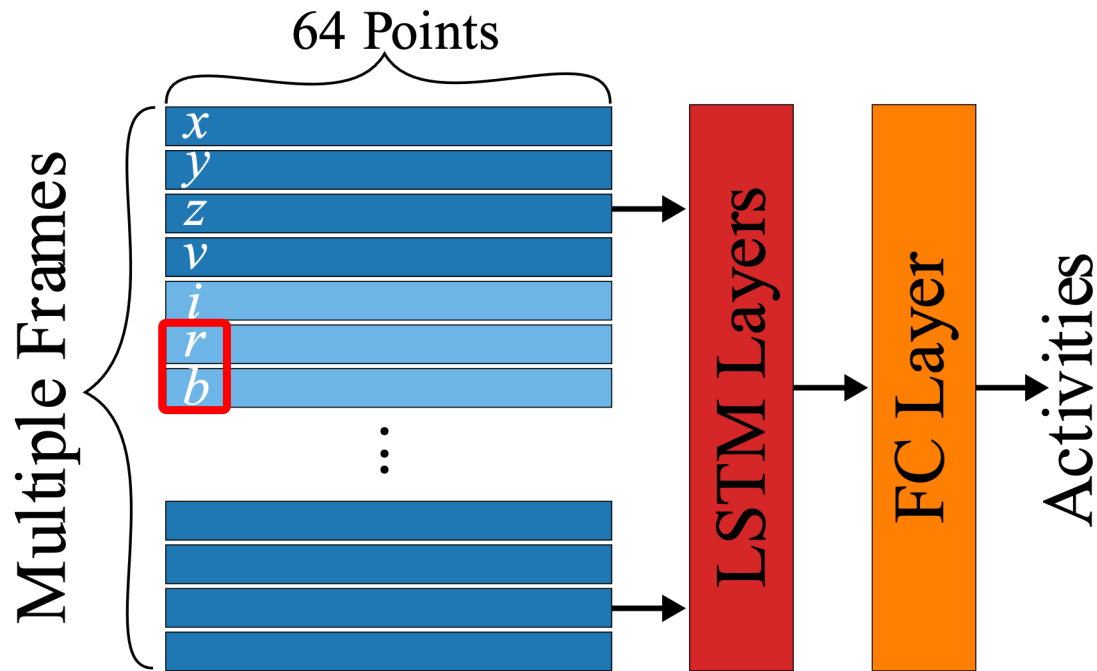 64 Points
Multiple Frames
x
y
z
v
i
r
b
⋮
LSTM Layers
FC Layer
Activities